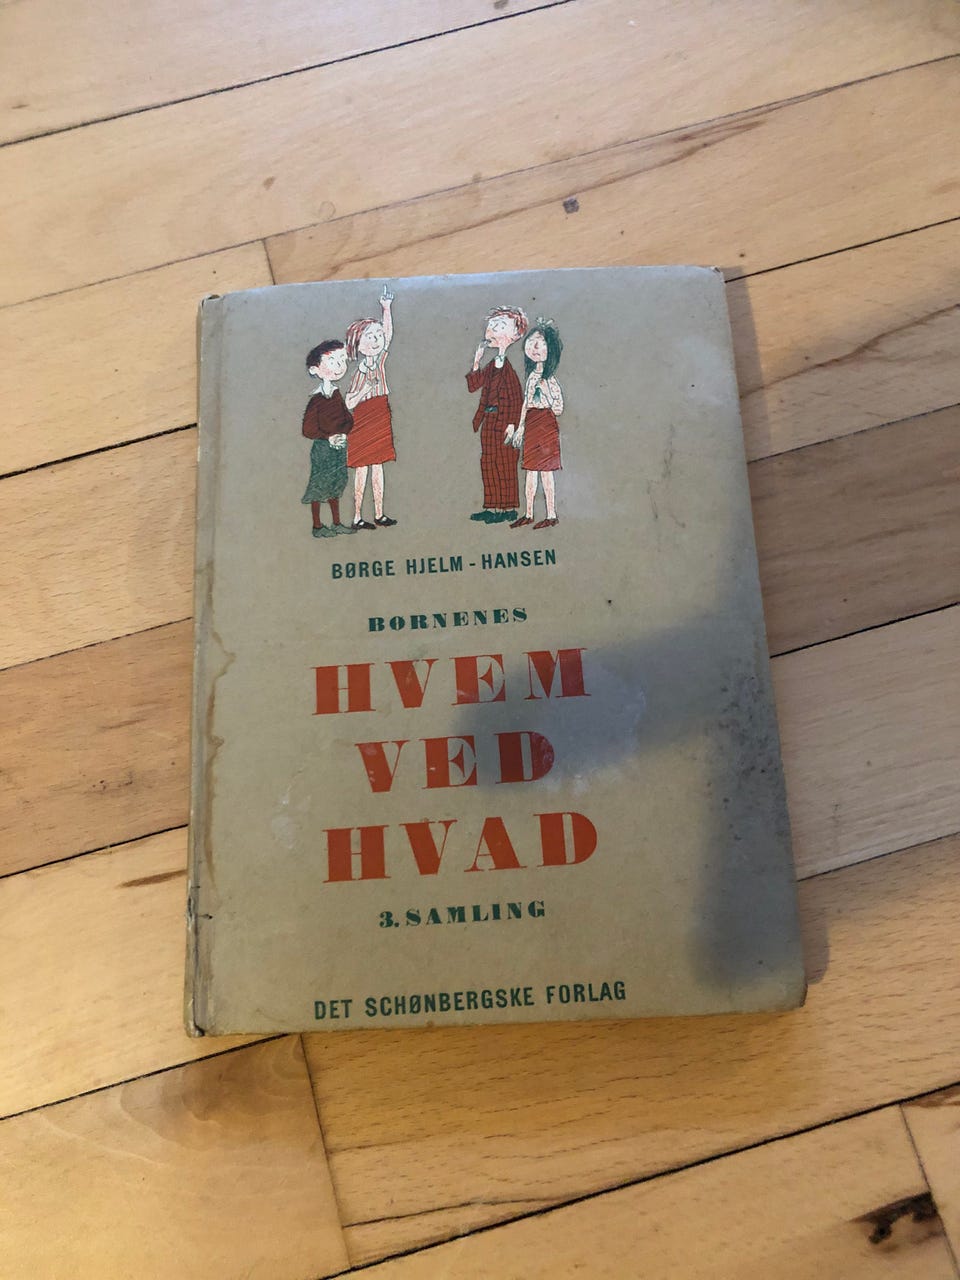 BØRGE HJELM-HANSEN
BØRNENES
HVEM
VED
HVAD
3. SAMLING
DET SCHØNBERGSKE FORLAG